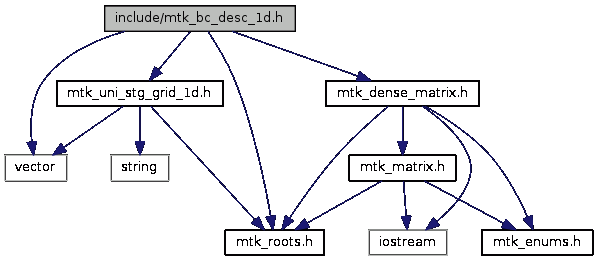 include/mtk_bc_desc_1d.h
mtk_uni_stg_grid_1d.h
mtk_dense_matrix.h
vector
string
mtk_matrix.h
mtk_roots.h
iostream
mtk_enums.h